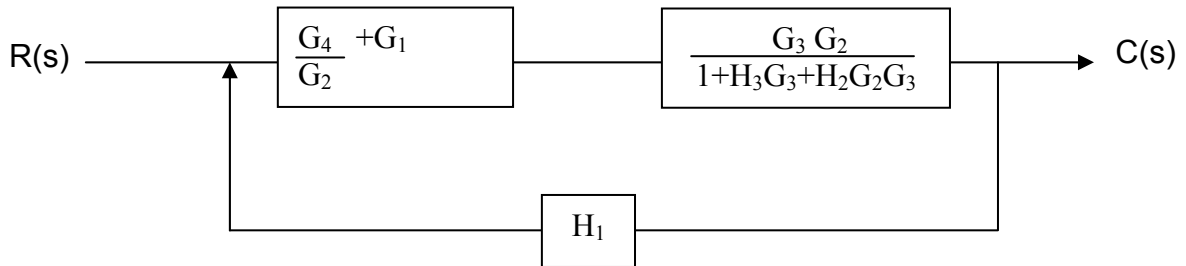 G₄ +G₁
G₃ G₂
R(s)
C(s)
G₂
1+H₃G₃+H₂G₂G₃
H₁